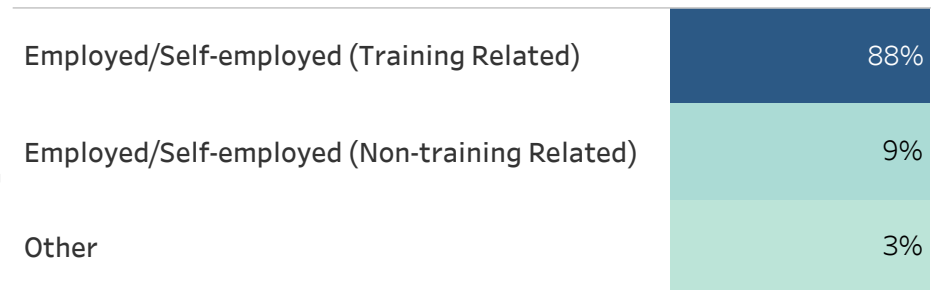 Employed/Self-employed (Training Related) 88%
Employed/Self-employed (Non-training Related) 9%
Other 3%